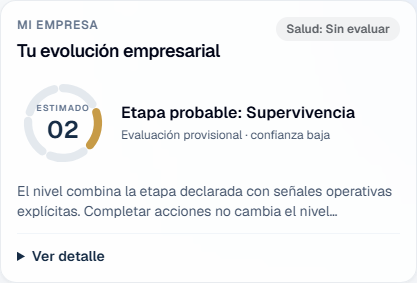 MI EMPRESA
Salud: Sin evaluar
Tu evolución empresarial
ESTIMADO
02
Etapa probable: Supervivencia
Evaluación provisional · confianza baja
El nivel combina la etapa declarada con señales operativas
explícitas. Completar acciones no cambia el nivel...
Ver detalle